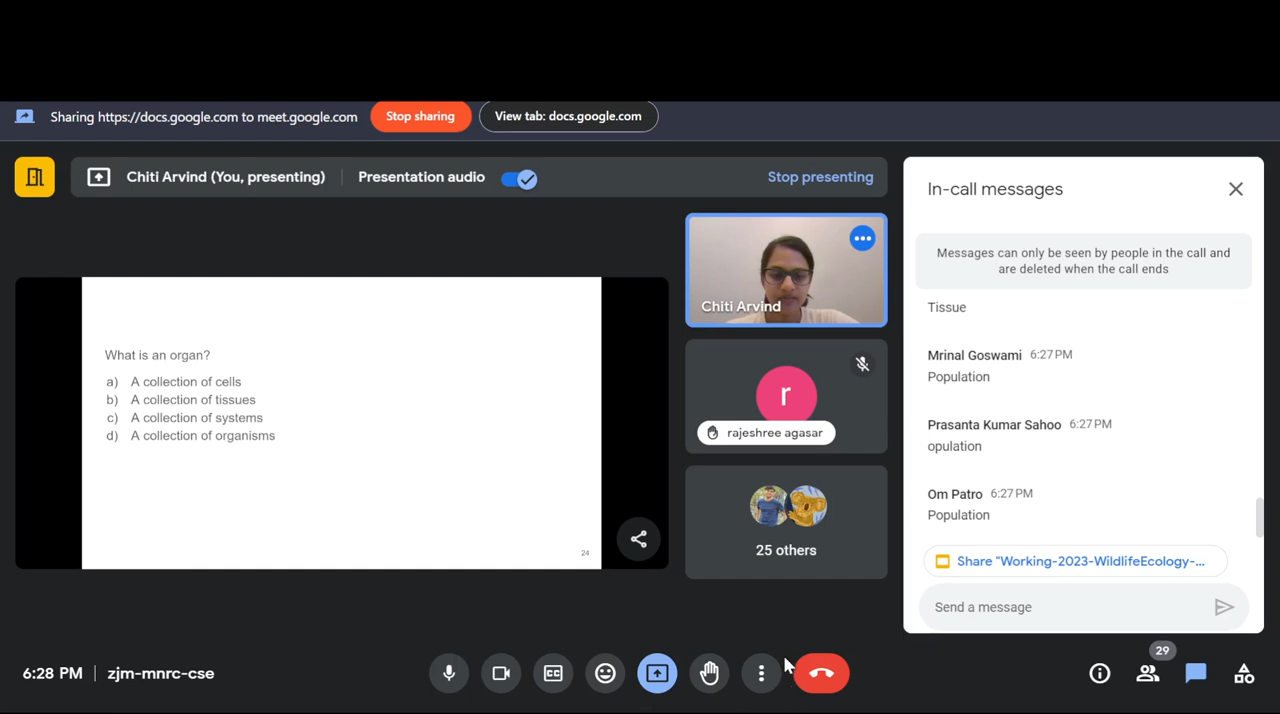 Sharing https://docs.google.com to meet.google.com
Stop sharing
View tab: docs.google.com
Chiti Arvind (You, presenting)
Presentation audio
Stop presenting
What is an organ?
a) A collection of cells
b) A collection of tissues
c) A collection of systems
d) A collection of organisms
24
Chiti Arvind
r
rajeshree agasar
25 others
In-call messages
Messages can only be seen by people in the call and
are deleted when the call ends
Tissue
Mrinal Goswami 6:27 PM
Population
Prasanta Kumar Sahoo 6:27 PM
opulation
Om Patro 6:27 PM
Population
Share "Working-2023-WildlifeEcology-...
Send a message
6:28 PM | zjm-mnrc-cse
CC
29